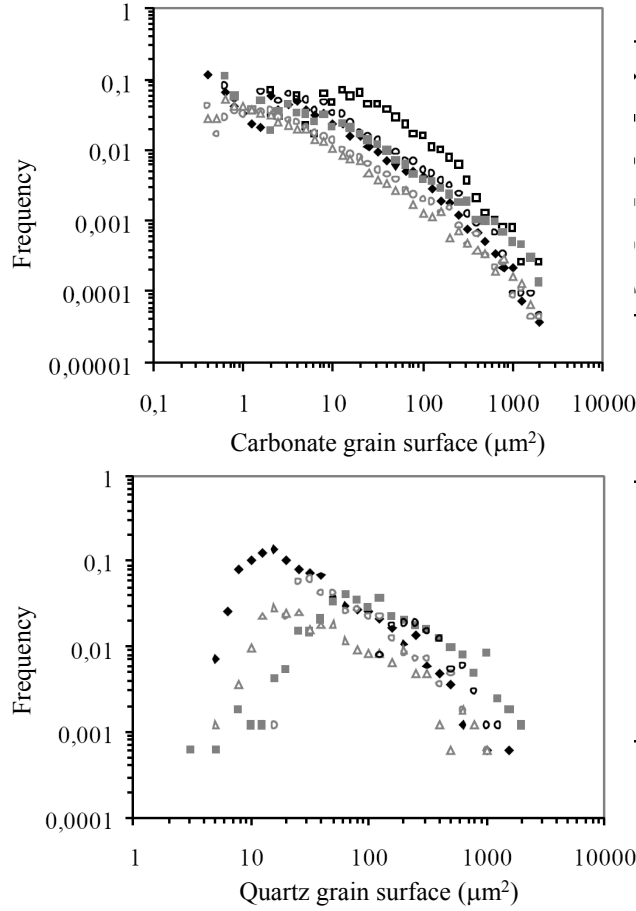 1
0,1
0,01
0,001
0,0001
0,00001
Frequency
0,1 1 10 100 1000 10000
Carbonate grain surface (μm²)
1
0,1
0,01
0,001
0,0001
Frequency
1 10 100 1000 10000
Quartz grain surface (μm²)